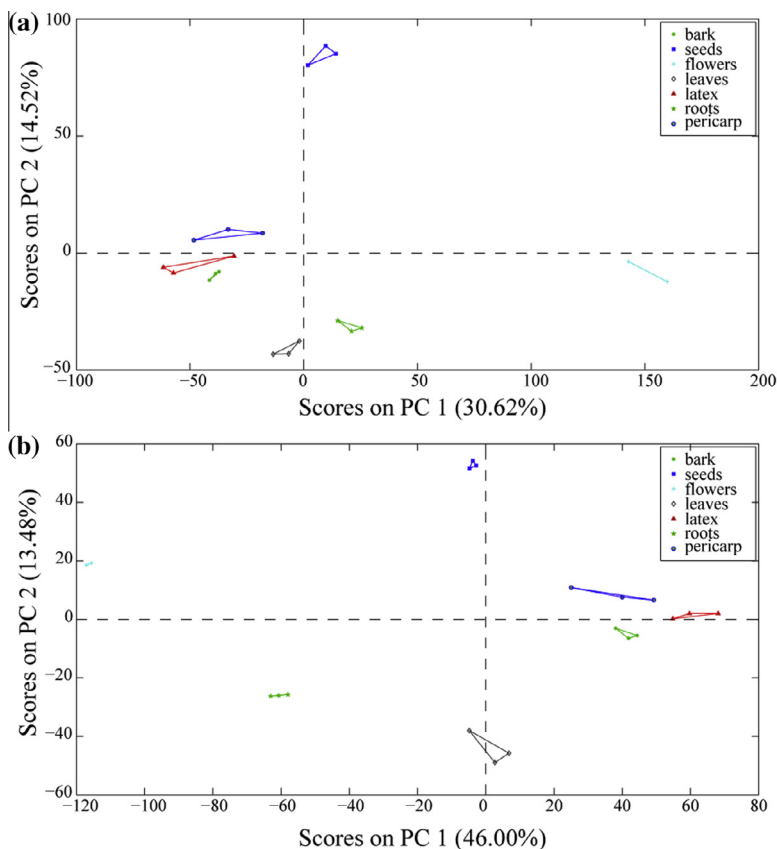 (a)
Scores on PC 2 (14.52%)
100
50
0
−50
bark
seeds
flowers
leaves
latex
roots
pericarp
−100
−50
0
50
100
150
200
Scores on PC 1 (30.62%)
(b)
Scores on PC 2 (13.48%)
60
40
20
0
−20
−40
−60
bark
seeds
flowers
leaves
latex
roots
pericarp
−120
−100
−80
−60
−40
−20
0
20
40
60
80
Scores on PC 1 (46.00%)